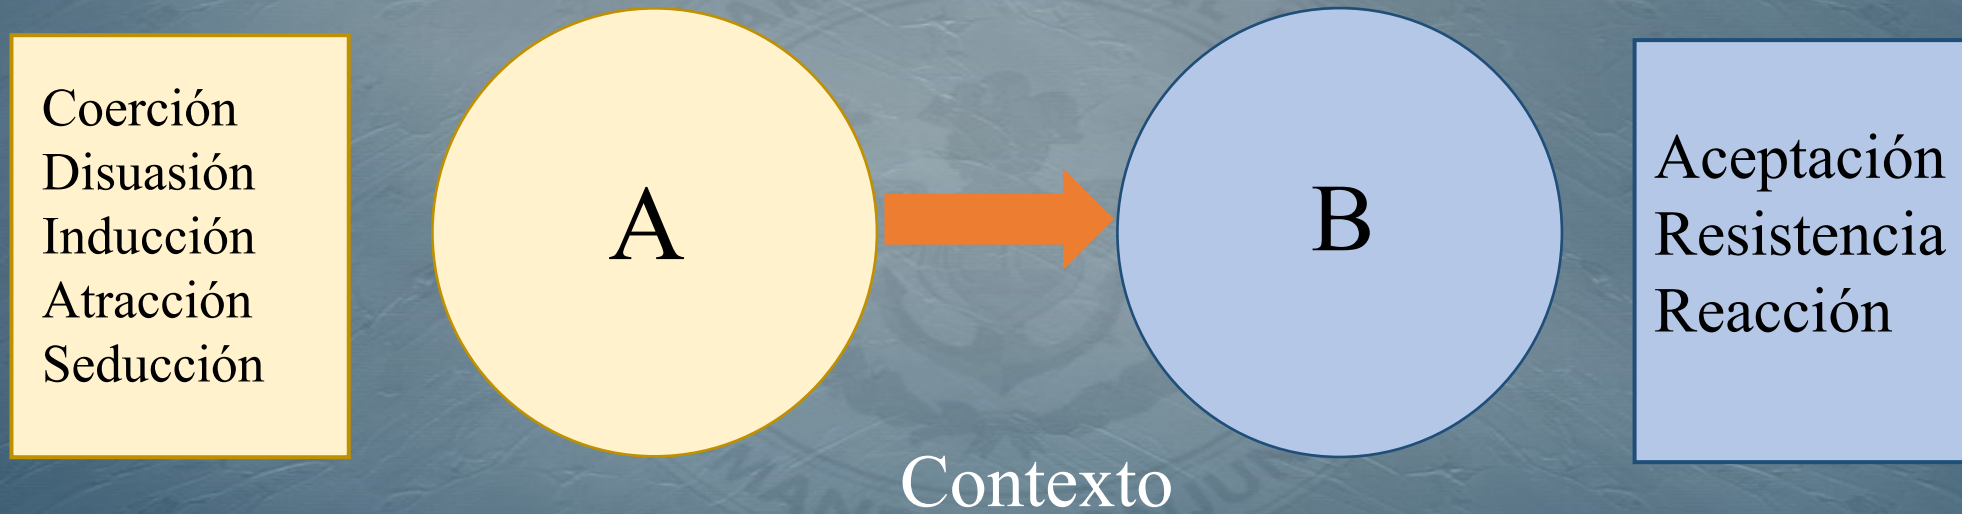 Coerción
Disuasión
Inducción
Atracción
Seducción
A
B
Aceptación
Resistencia
Reacción
Contexto